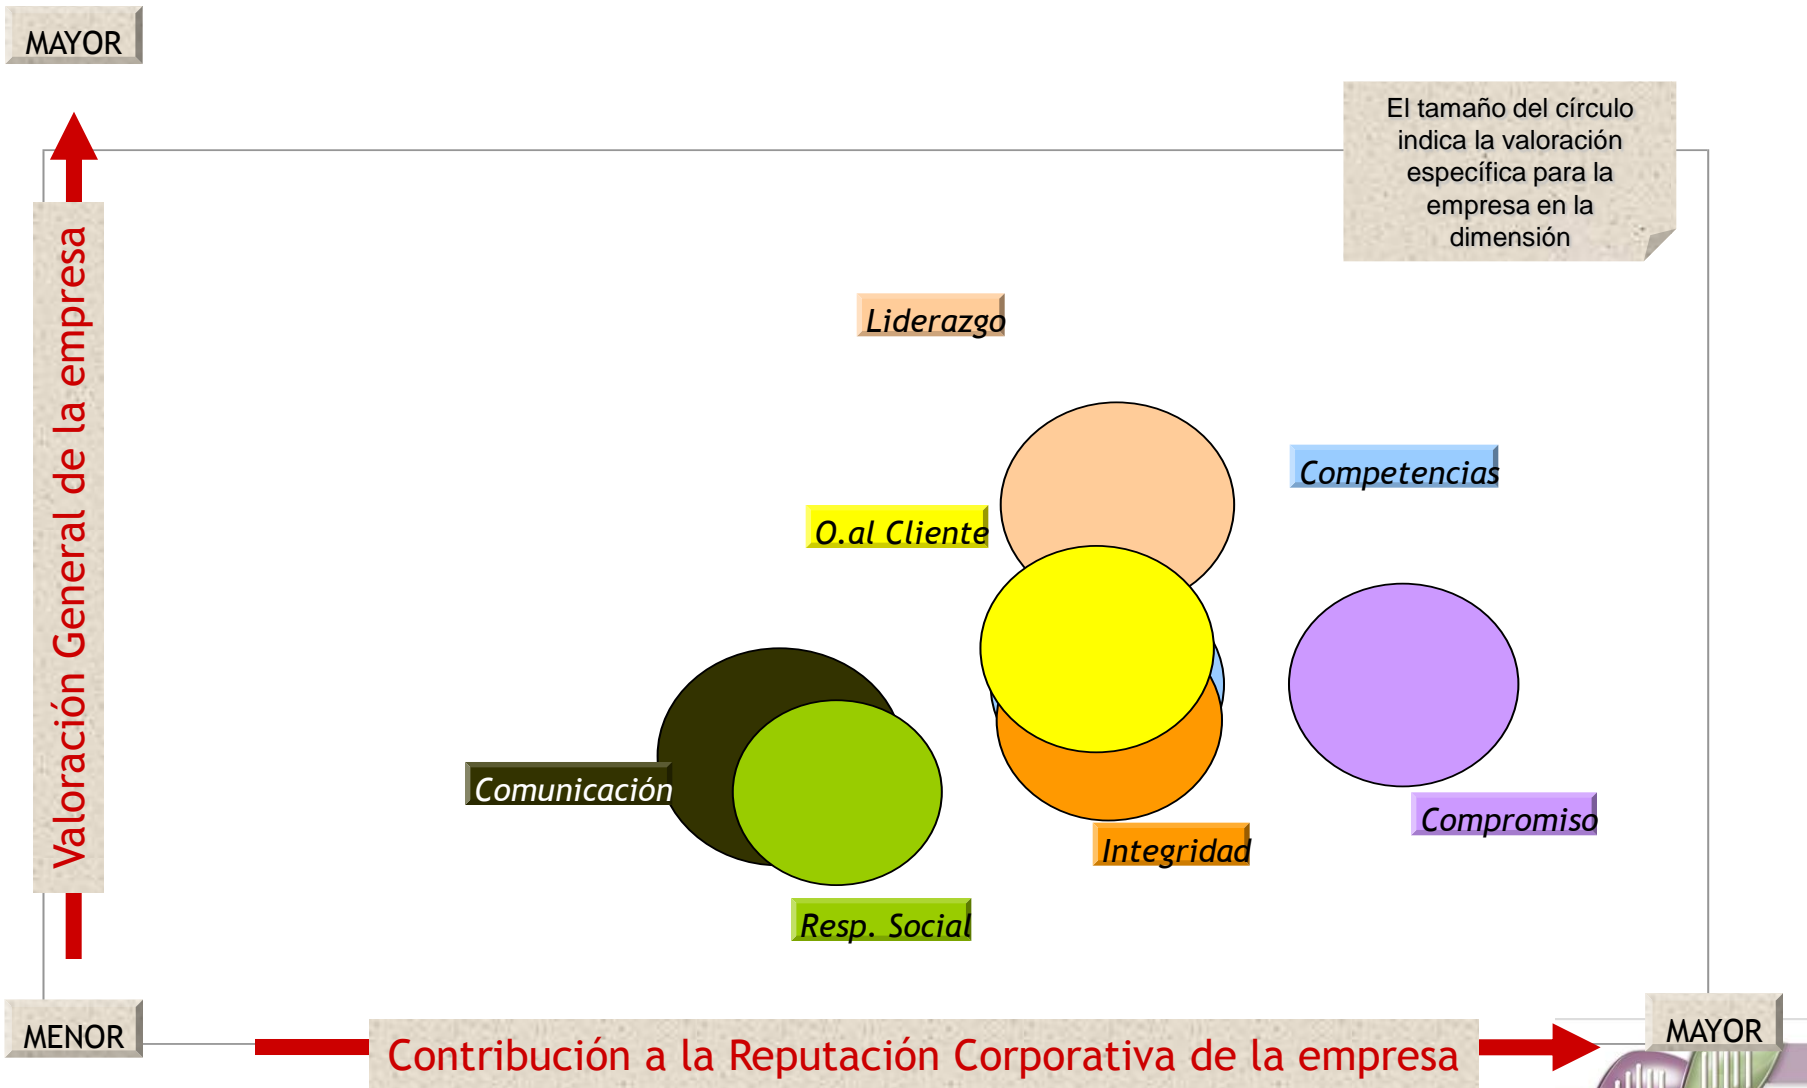 MAYOR
El tamaño del círculo
indica la valoración
específica para la
empresa en la
dimensión
Valoración General de la empresa
Liderazgo
Competencias
O.al Cliente
Comunicación
Compromiso
Integridad
Resp. Social
MENOR
MAYOR
Contribución a la Reputación Corporativa de la empresa